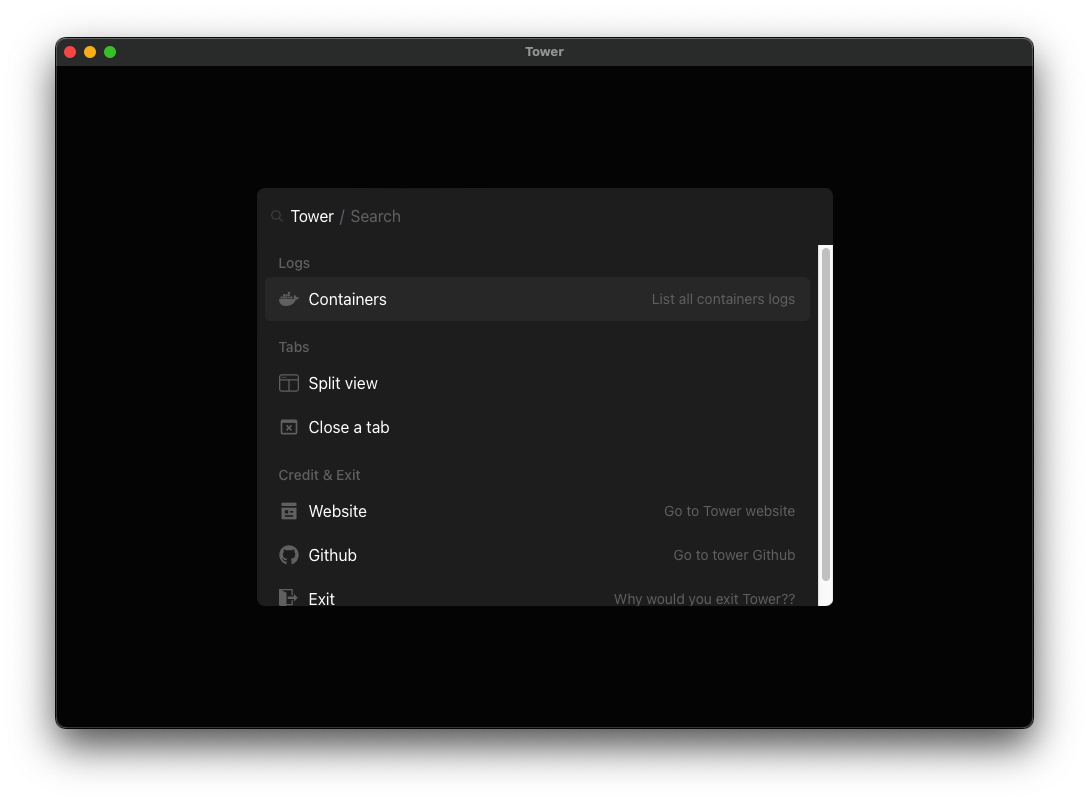 Tower
Tower / Search
Logs
Containers List all containers logs
Tabs
Split view
Close a tab
Credit & Exit
Website Go to Tower website
Github Go to tower Github
Exit Why would you exit Tower??